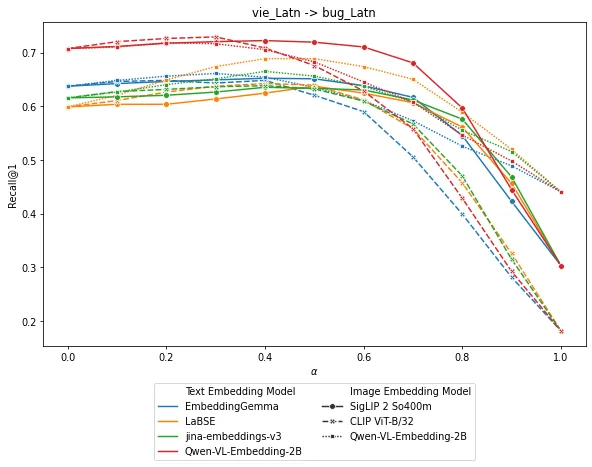 vie_Latn -> bug_Latn
Recall@1
0.7
0.6
0.5
0.4
0.3
0.2
0.0 0.2 0.4 0.6 0.8 1.0
α
Text Embedding Model Image Embedding Model
EmbeddingGemma SigLIP 2 So400m
LaBSE CLIP ViT-B/32
jina-embeddings-v3 Qwen-VL-Embedding-2B
Qwen-VL-Embedding-2B